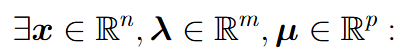 ∃𝒙 ∈ ℝⁿ, 𝝀 ∈ ℝᵐ, 𝝁 ∈ ℝᵖ :